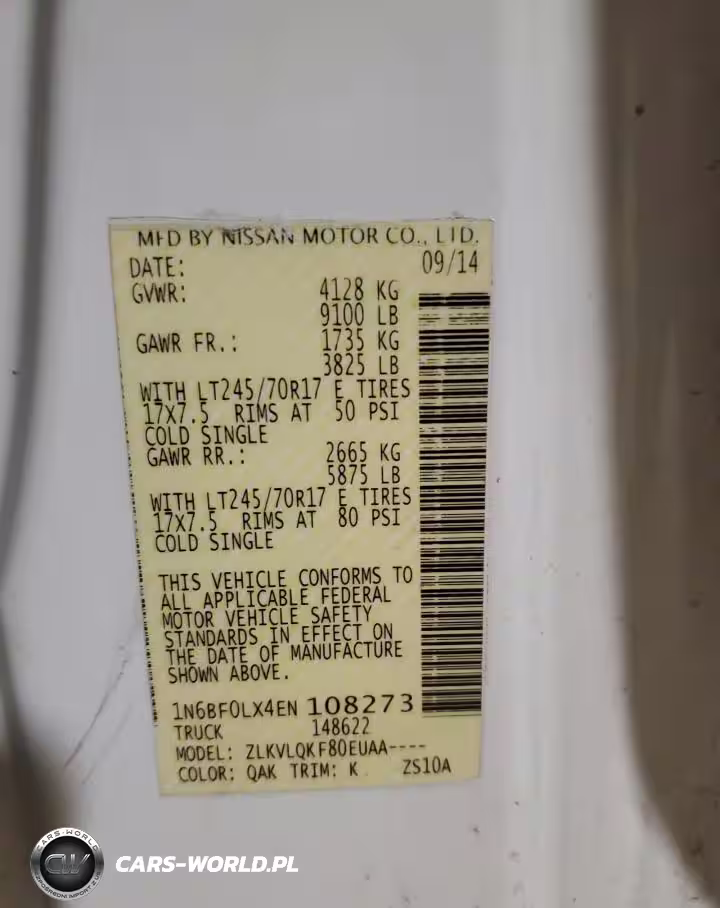 MFD BY NISSAN MOTOR CO., LTD.
DATE: 09/14
GVWR: 4128 KG
9100 LB
GAWR FR.: 1735 KG
3825 LB
WITH LT245/70R17 E TIRES
17X7.5 RIMS AT 50 PSI
COLD SINGLE
GAWR RR.: 2665 KG
5875 LB
WITH LT245/70R17 E TIRES
17X7.5 RIMS AT 80 PSI
COLD SINGLE
THIS VEHICLE CONFORMS TO
ALL APPLICABLE FEDERAL
MOTOR VEHICLE SAFETY
STANDARDS IN EFFECT ON
THE DATE OF MANUFACTURE
SHOWN ABOVE.
1N6BF0LX4EN 108273
TRUCK 148622
MODEL: ZLKVLQKF80EUAA----
COLOR: QAK TRIM: K ZS10A
CARS-WORLD
CW
CARS-WORLD.PL